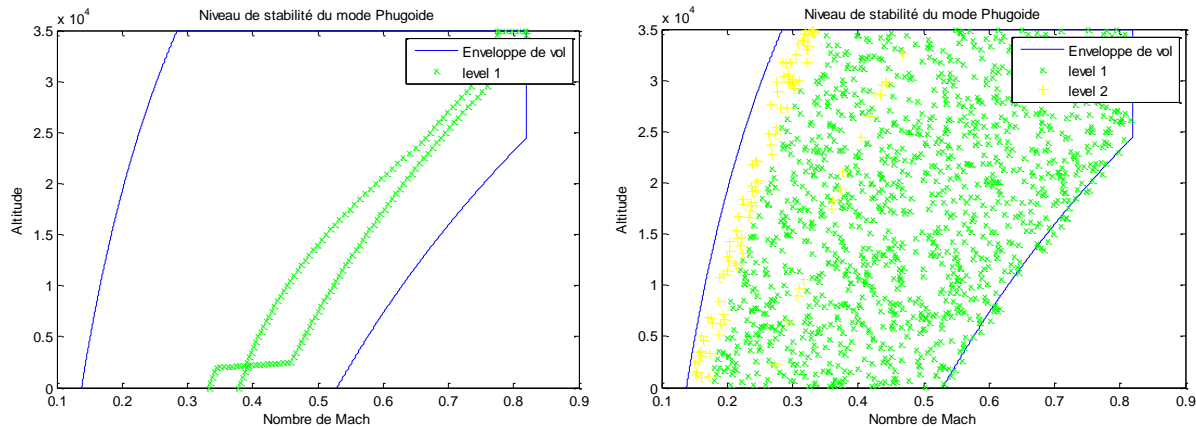 Niveau de stabilité du mode Phugoide
x 10^4
Enveloppe de vol
level 1
3.5
3
2.5
2
1.5
1
0.5
0
Altitude
0.1 0.2 0.3 0.4 0.5 0.6 0.7 0.8 0.9
Nombre de Mach
Niveau de stabilité du mode Phugoide
x 10^4
Enveloppe de vol
level 1
level 2
3.5
3
2.5
2
1.5
1
0.5
0
Altitude
0.1 0.2 0.3 0.4 0.5 0.6 0.7 0.8 0.9
Nombre de Mach